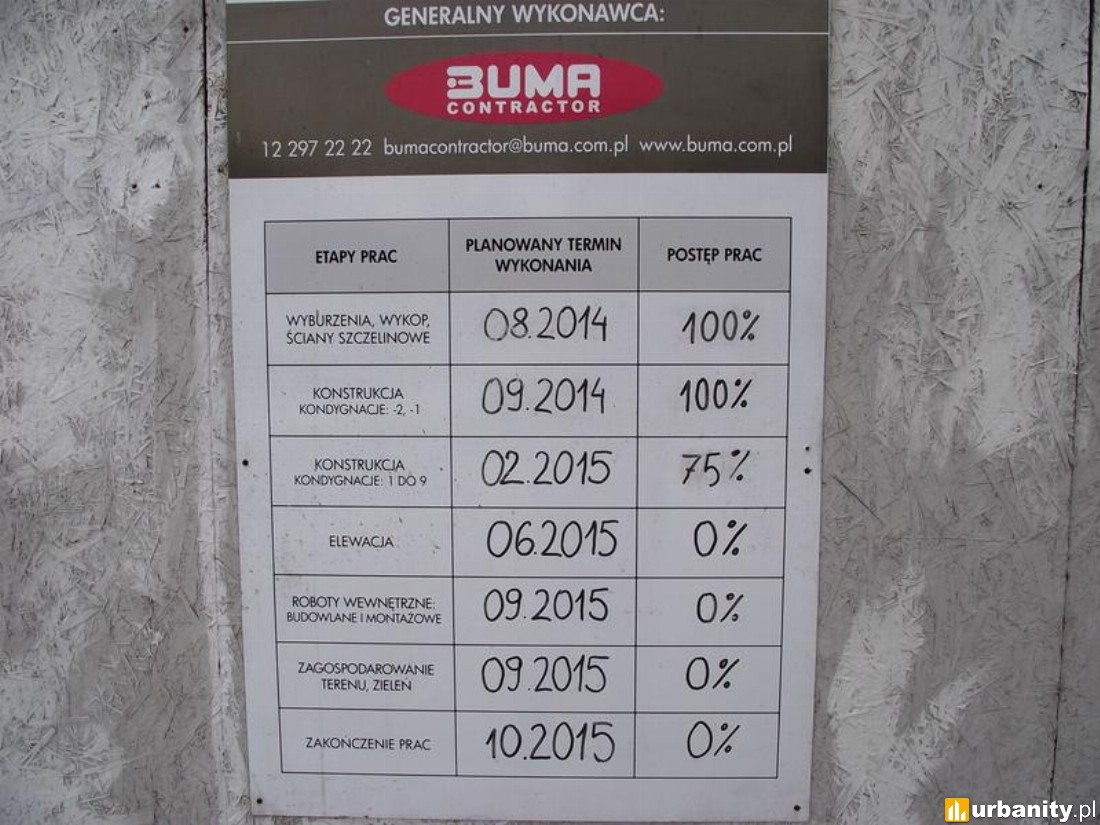 GENERALNY WYKONAWCA:
BUMA
CONTRACTOR
12 297 22 22 bumacontractor@buma.com.pl www.buma.com.pl
ETAPY PRAC
PLANOWANY TERMIN
WYKONANIA
POSTĘP PRAC
WYBURZENIA, WYKOP,
ŚCIANY SZCZELINOWE
08.2014
100%
KONSTRUKCJA
KONDYGNACJE: -2, -1
09.2014
100%
KONSTRUKCJA
KONDYGNACJE: 1 DO 9
02.2015
75%
ELEWACJA
06.2015
0%
ROBOTY WEWNĘTRZNE:
BUDOWLANE I MONTAŻOWE
09.2015
0%
ZAGOSPODAROWANIE
TERENU, ZIELEŃ
09.2015
0%
ZAKOŃCZENIE PRAC
10.2015
0%
urbanity.pl